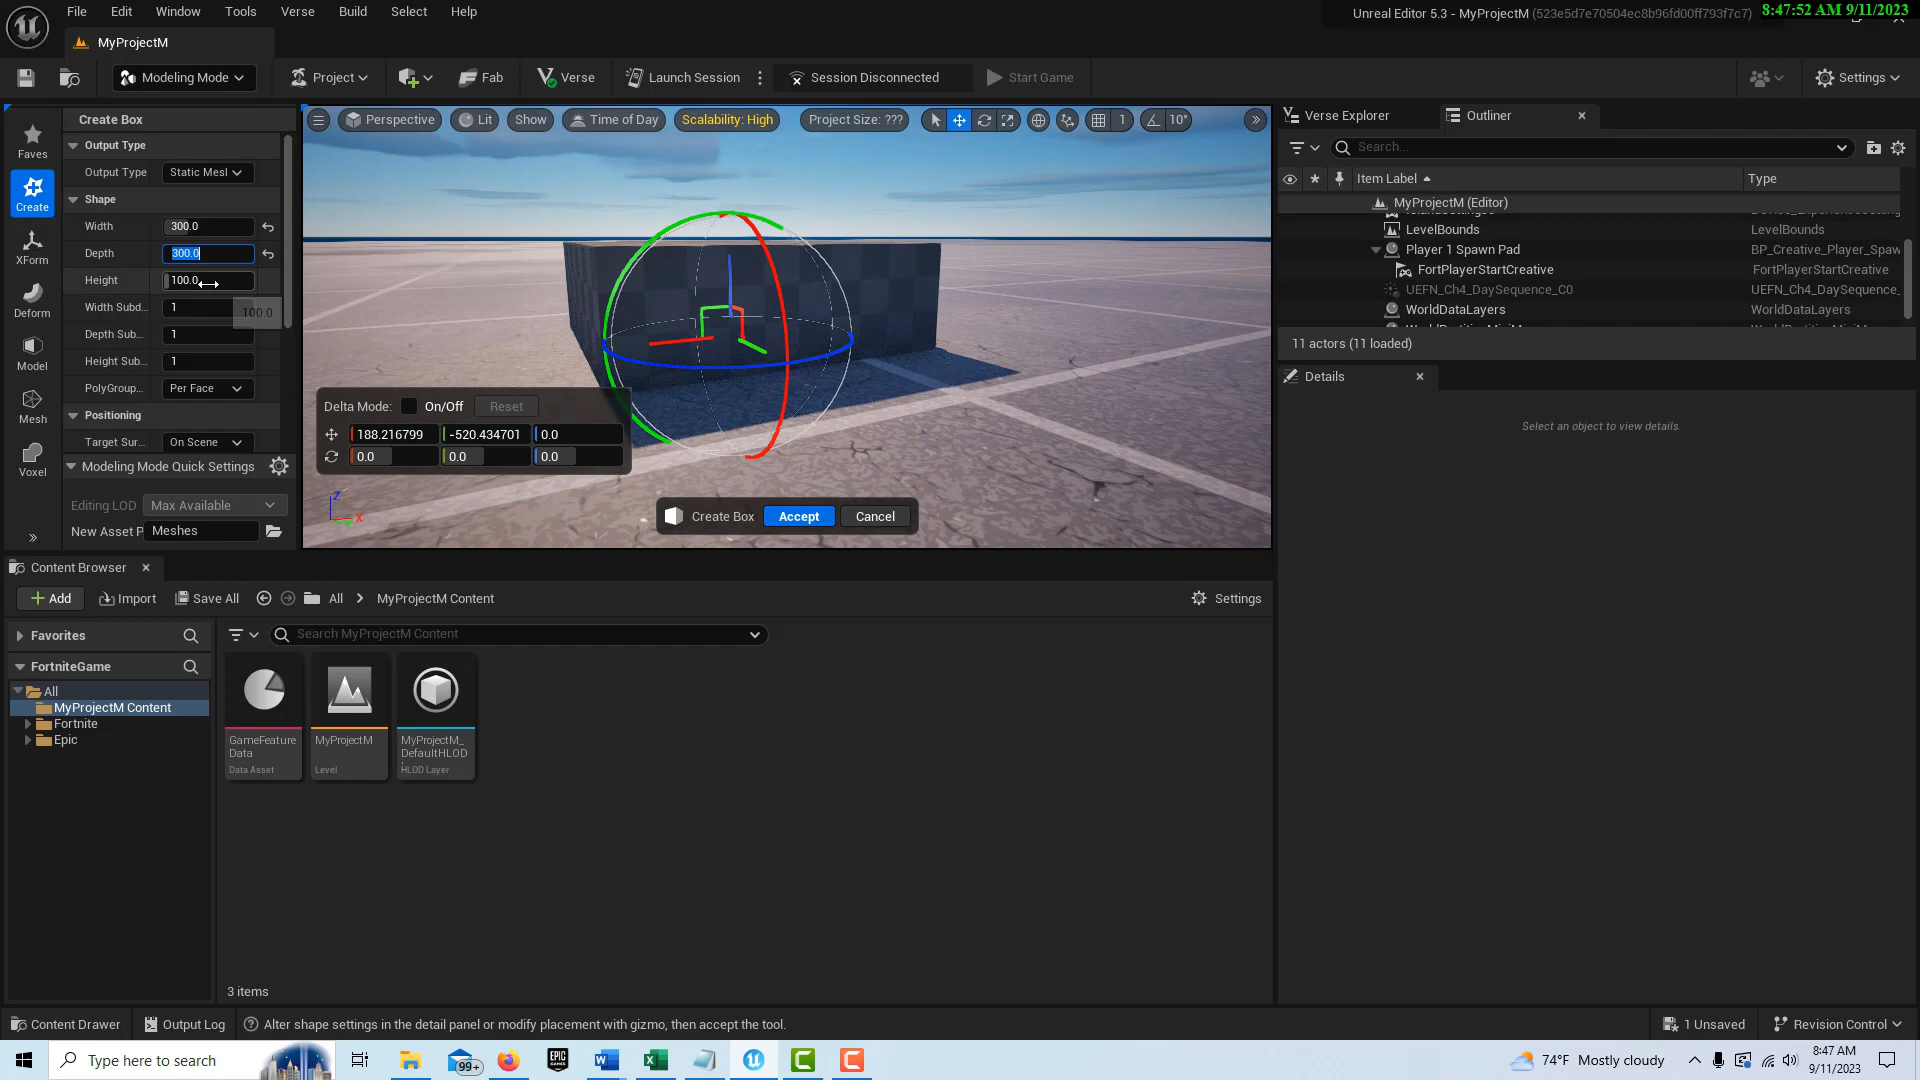 File Edit Window Tools Verse Build Select Help
Unreal Editor 5.3 - MyProjectM (523e5d7e70504ec8b96fd00ff793f7c7)
8:47:52 AM 9/11/2023
MyProjectM
Modeling Mode
Project
Fab
Verse
Launch Session
Session Disconnected
Start Game
Settings
Faves
Create
XForm
Deform
Model
Mesh
Voxel
Create Box
Output Type
Output Type Static Mesl
Shape
Width 300.0
Depth 300.0
Height 100.0
Width Subd... 1
100.0
Depth Sub... 1
Height Sub... 1
PolyGroup... Per Face
Positioning
Target Sur... On Scene
Modeling Mode Quick Settings
Editing LOD Max Available
New Asset P Meshes
Perspective Lit Show Time of Day Scalability: High Project Size: ??? 1 10°
Delta Mode: On/Off Reset
188.216799 -520.434701 0.0
0.0 0.0 0.0
Z
X
Create Box Accept Cancel
Verse Explorer
Outliner
Search...
Item Label Type
MyProjectM (Editor)
LevelBounds LevelBounds
Player 1 Spawn Pad BP_Creative_Player_Spaw
FortPlayerStartCreative FortPlayerStartCreative
UEFN_Ch4_DaySequence_C0 UEFN_Ch4_DaySequence_
WorldDataLayers WorldDataLayers
11 actors (11 loaded)
Details
Select an object to view details.
Content Browser
Add Import Save All All > MyProjectM Content
Settings
Favorites
FortniteGame
All
MyProjectM Content
Fortnite
Epic
Search MyProjectM Content
GameFeature
Data
Data Asset
MyProjectM
Level
MyProjectM_
DefaultHLOD
HLOD Layer
3 items
Content Drawer
Output Log
Alter shape settings in the detail panel or modify placement with gizmo, then accept the tool.
1 Unsaved
Revision Control
Type here to search
99+
EPIC
GAMES
74°F Mostly cloudy
8:47 AM
9/11/2023